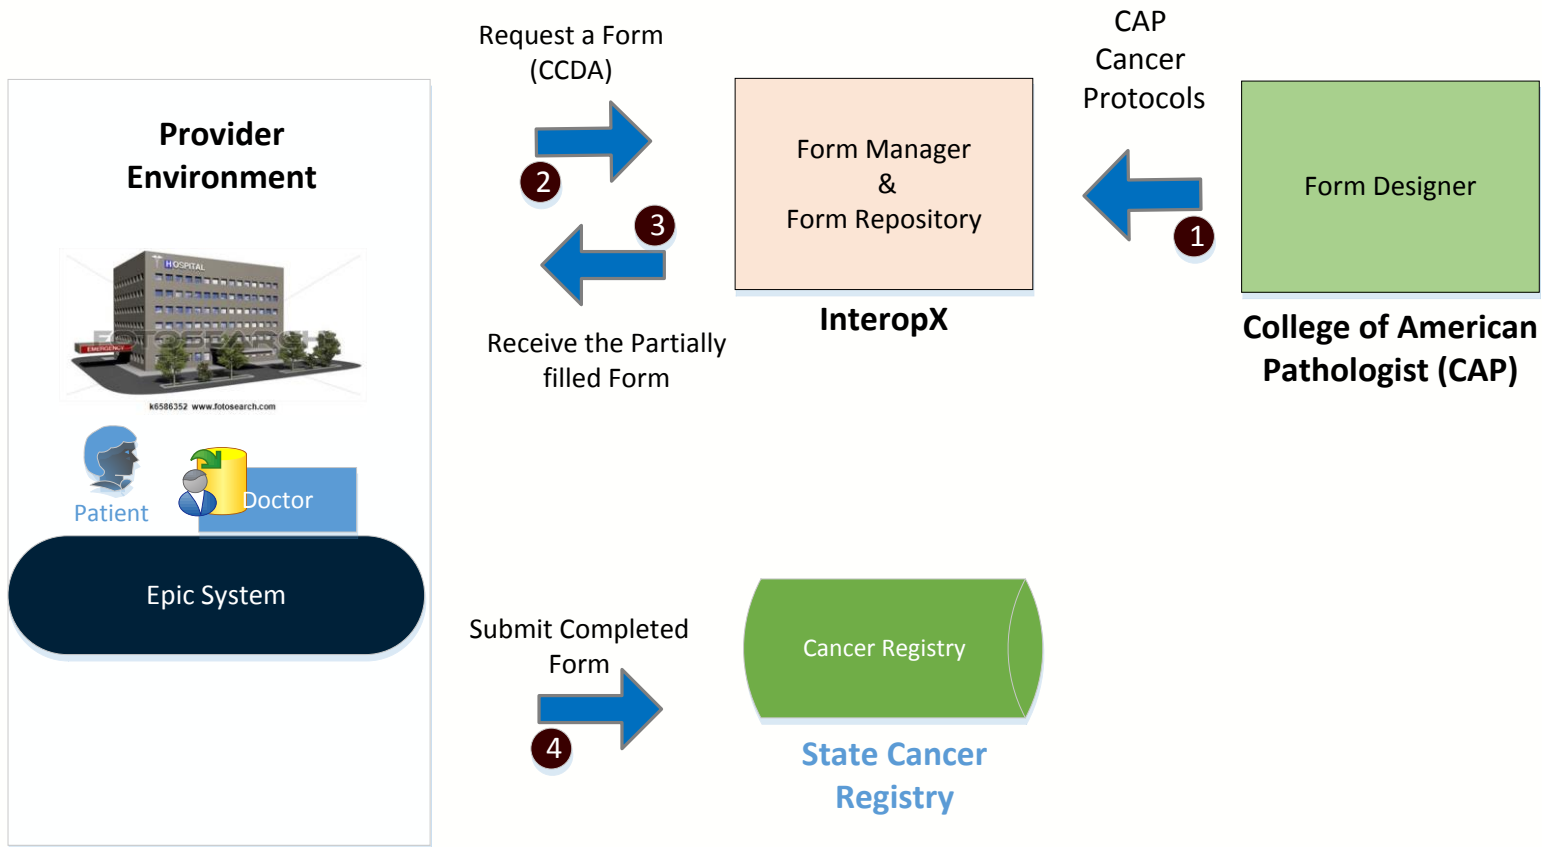 Request a Form
(CCDA)
CAP
Cancer
Protocols
Provider
Environment
2
3
1
Form Manager
&
Form Repository
Form Designer
HOSPITAL
FOTOSEARCH
EMERGENCY
k6586352 www.fotosearch.com
InteropX
College of American
Pathologist (CAP)
Receive the Partially
filled Form
Patient
Doctor
Epic System
Submit Completed
Form
4
Cancer Registry
State Cancer
Registry